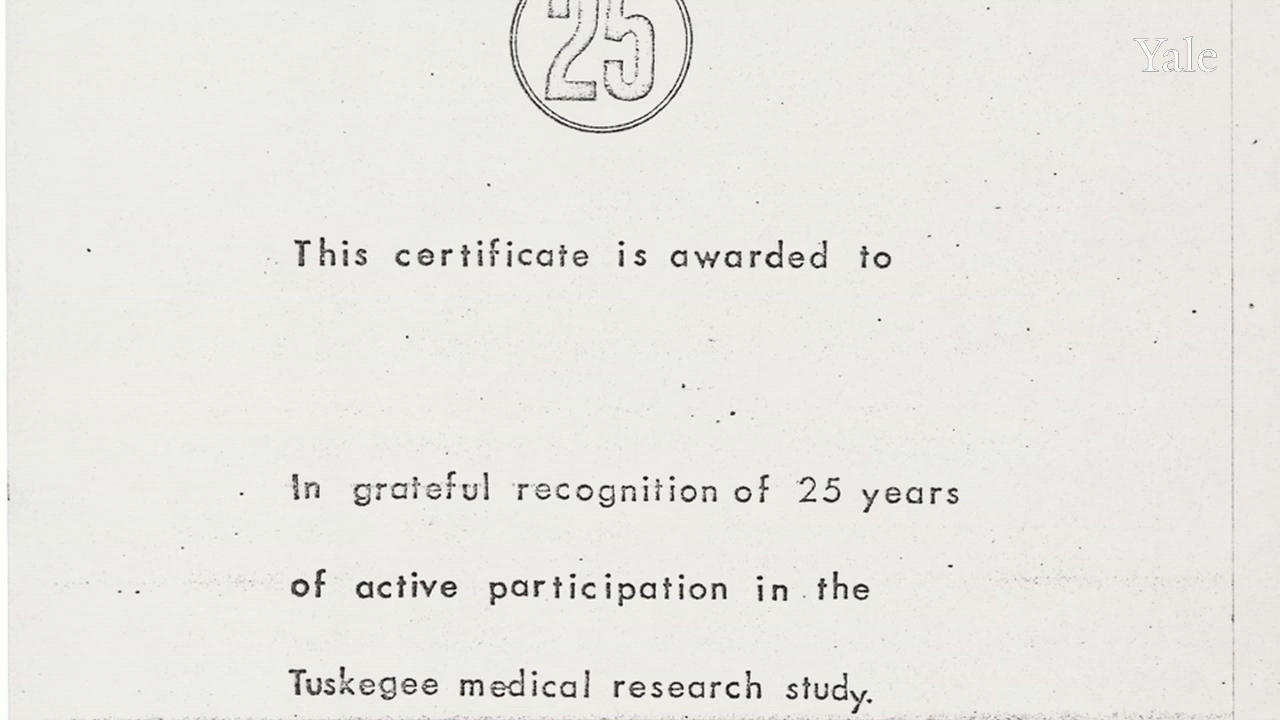 25
Yale
This certificate is awarded to
In grateful recognition of 25 years
of active participation in the
Tuskegee medical research study.